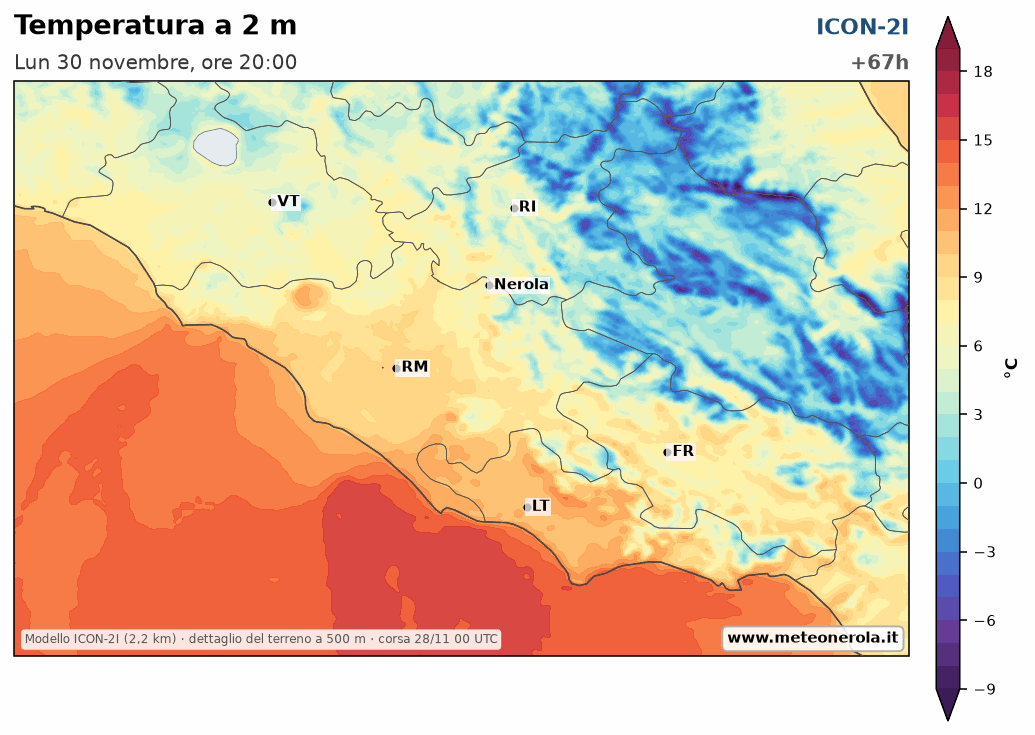 Temperatura a 2 m
ICON-2I
Lun 30 novembre, ore 20:00
+67h
VT
RI
Nerola
RM
FR
LT
Modello ICON-2I (2,2 km) · dettaglio del terreno a 500 m · corsa 28/11 00 UTC
www.meteonerola.it
18
15
12
9
6
3
0
−3
−6
−9
°C